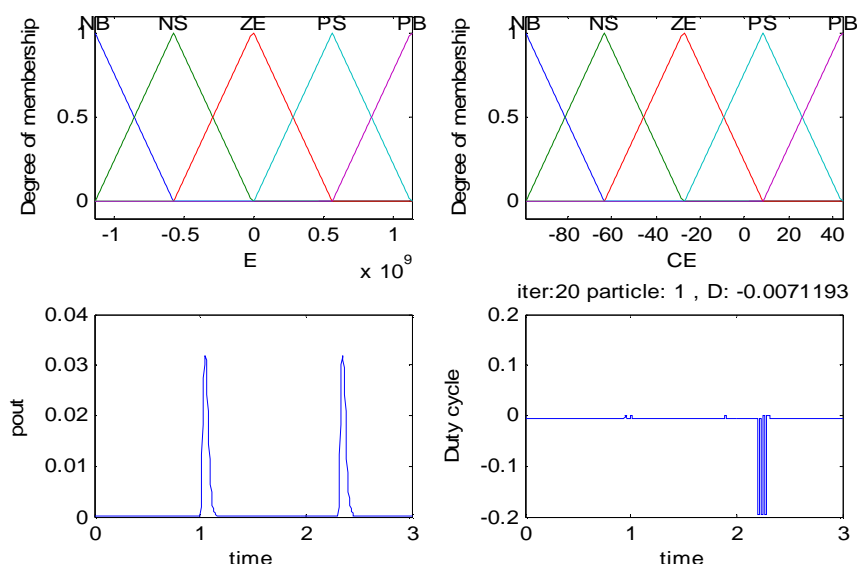 NB NS ZE PS PB
1
0.5
0
Degree of membership
-1 -0.5 0 0.5 1
E
x 10^9
NB NS ZE PS PB
1
0.5
0
Degree of membership
-80 -60 -40 -20 0 20 40
CE
0.04
0.03
0.02
0.01
0
pout
0 1 2 3
time
iter:20 particle: 1 , D: -0.0071193
0.2
0.1
0
-0.1
-0.2
Duty cycle
0 1 2 3
time